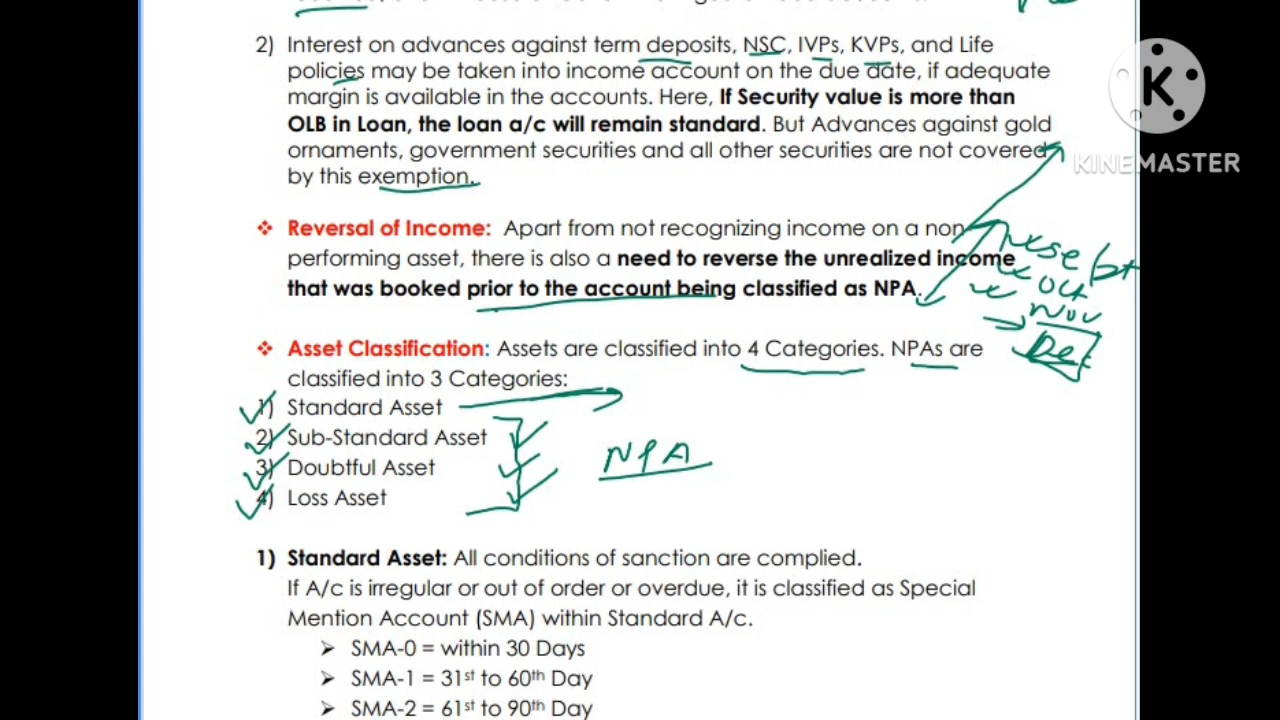 2) Interest on advances against term deposits, NSC, IVPs, KVPs, and Life
policies may be taken into income account on the due date, if adequate
margin is available in the accounts. Here, If Security value is more than
OLB in Loan, the loan a/c will remain standard. But Advances against gold
ornaments, government securities and all other securities are not covered
by this exemption.
K
KINEMASTER
❖ Reversal of Income: Apart from not recognizing income on a non
performing asset, there is also a need to reverse the unrealized income
that was booked prior to the account being classified as NPA.
Oct
Nov
Dec
❖ Asset Classification: Assets are classified into 4 Categories. NPAs are
classified into 3 Categories:
1) Standard Asset
2) Sub-Standard Asset
3) Doubtful Asset
4) Loss Asset
NPA
1) Standard Asset: All conditions of sanction are complied.
If A/c is irregular or out of order or overdue, it is classified as Special
Mention Account (SMA) within Standard A/c.
➢ SMA-0 = within 30 Days
➢ SMA-1 = 31st to 60th Day
➢ SMA-2 = 61st to 90th Day